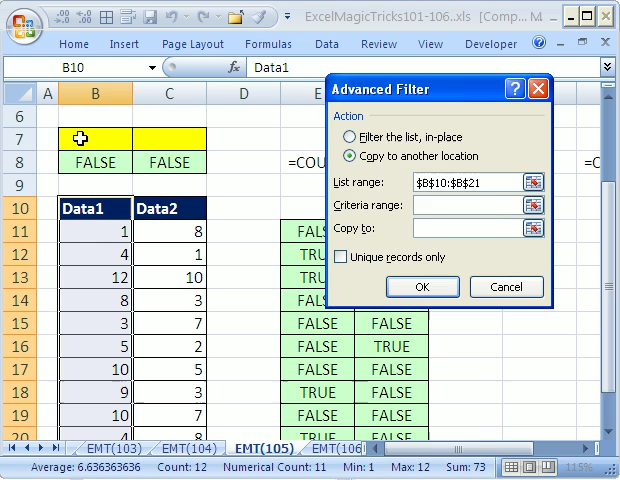 ExcelMagicTricks101-106..xls [Comp... M
Home Insert Page Layout Formulas Data Review View Developer
B10 fx Data1
A B C D E
6
7
8 FALSE FALSE =COU =C
9
10 Data1 Data2
11 1 8 FAL
12 4 1 TRU
13 12 10 TRU
14 8 3 FAL
15 3 7 FALSE FALSE
16 5 2 FALSE TRUE
17 10 5 FALSE FALSE
18 9 3 TRUE FALSE
19 10 7 FALSE FALSE
20 4 8 TRUE FALSE
Advanced Filter
Action
Filter the list, in-place
Copy to another location
List range: $B$10:$B$21
Criteria range:
Copy to:
Unique records only
OK Cancel
EMT(103) EMT(104) EMT(105) EMT(106
Average: 6.636363636 Count: 12 Numerical Count: 11 Min: 1 Max: 12 Sum: 73 115%